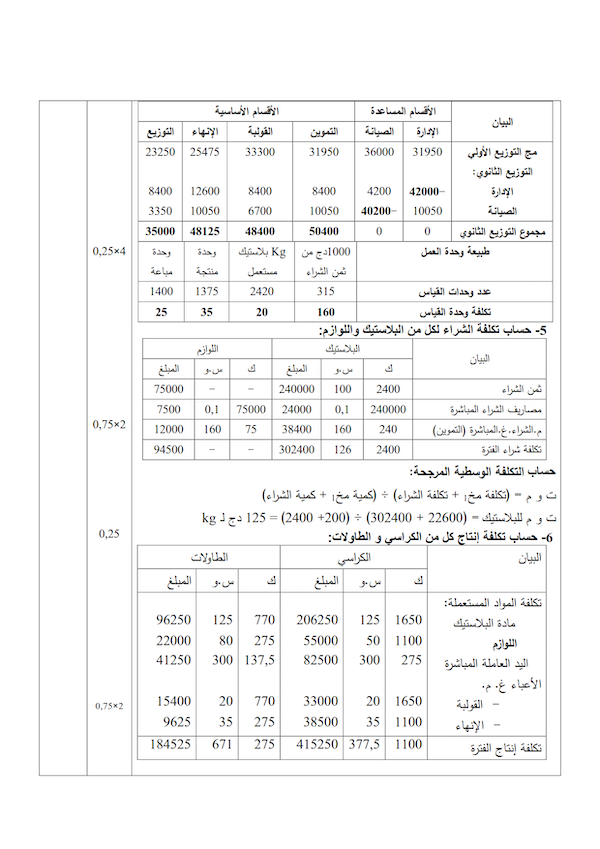 البيان الأقسام المساعدة الأقسام الأساسية
الإدارة الصيانة التموين القولبة الإنهاء التوزيع
مج التوزيع الأولي 31950 36000 31950 33300 25475 23250
التوزيع الثانوي:
الإدارة −42000 4200 8400 8400 12600 8400
الصيانة 10050 −40200 10050 6700 10050 3350
مجموع التوزيع الثانوي 0 0 50400 48400 48125 35000
طبيعة وحدة العمل 1000دج من ثمن الشراء Kg بلاستيك مستعمل وحدة منتجة وحدة مباعة
عدد وحدات القياس 315 2420 1375 1400
تكلفة وحدة القياس 160 20 35 25
0,25×4
5- حساب تكلفة الشراء لكل من البلاستيك واللوازم:
البيان البلاستيك اللوازم
ك س.و المبلغ ك س.و المبلغ
ثمن الشراء 2400 100 240000 – – 75000
مصاريف الشراء المباشرة 240000 0,1 24000 75000 0,1 7500
م.الشراء.غ.المباشرة (التموين) 240 160 38400 75 160 12000
تكلفة شراء الفترة 2400 126 302400 – – 94500
0,75×2
حساب التكلفة الوسطية المرجحة:
ت و م = (تكلفة مخ1 + تكلفة الشراء) ÷ (كمية مخ1 + كمية الشراء)
ت و م للبلاستيك = (22600 + 302400) ÷ (200+ 2400) = 125 دج لـ kg
0,25
6- حساب تكلفة إنتاج كل من الكراسي و الطاولات:
البيان الكراسي الطاولات
ك س.و المبلغ ك س.و المبلغ
تكلفة المواد المستعملة:
مادة البلاستيك 1650 125 206250 770 125 96250
اللوازم 1100 50 55000 275 80 22000
اليد العاملة المباشرة 275 300 82500 137,5 300 41250
الأعباء غ. م.
– القولبة 1650 20 33000 770 20 15400
– الإنهاء 1100 35 38500 275 35 9625
تكلفة إنتاج الفترة 1100 377,5 415250 275 671 184525
0,75×2